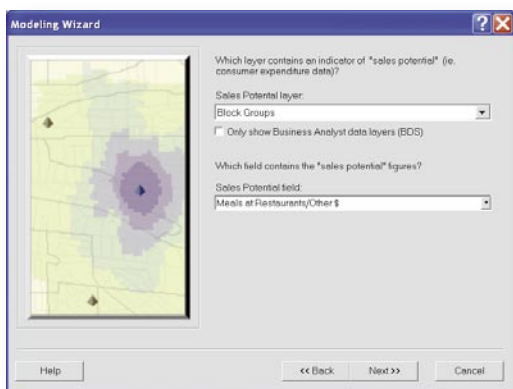 Modeling Wizard
Which layer contains an indicator of "sales potential" (ie.
consumer expenditure data)?
Sales Potental layer:
Block Groups
Only show Business Analyst data layers (BDS)
Which field contains the "sales potential" figures?
Sales Potential field:
Meals at Restaurants/Other $
Help
<< Back
Next >>
Cancel